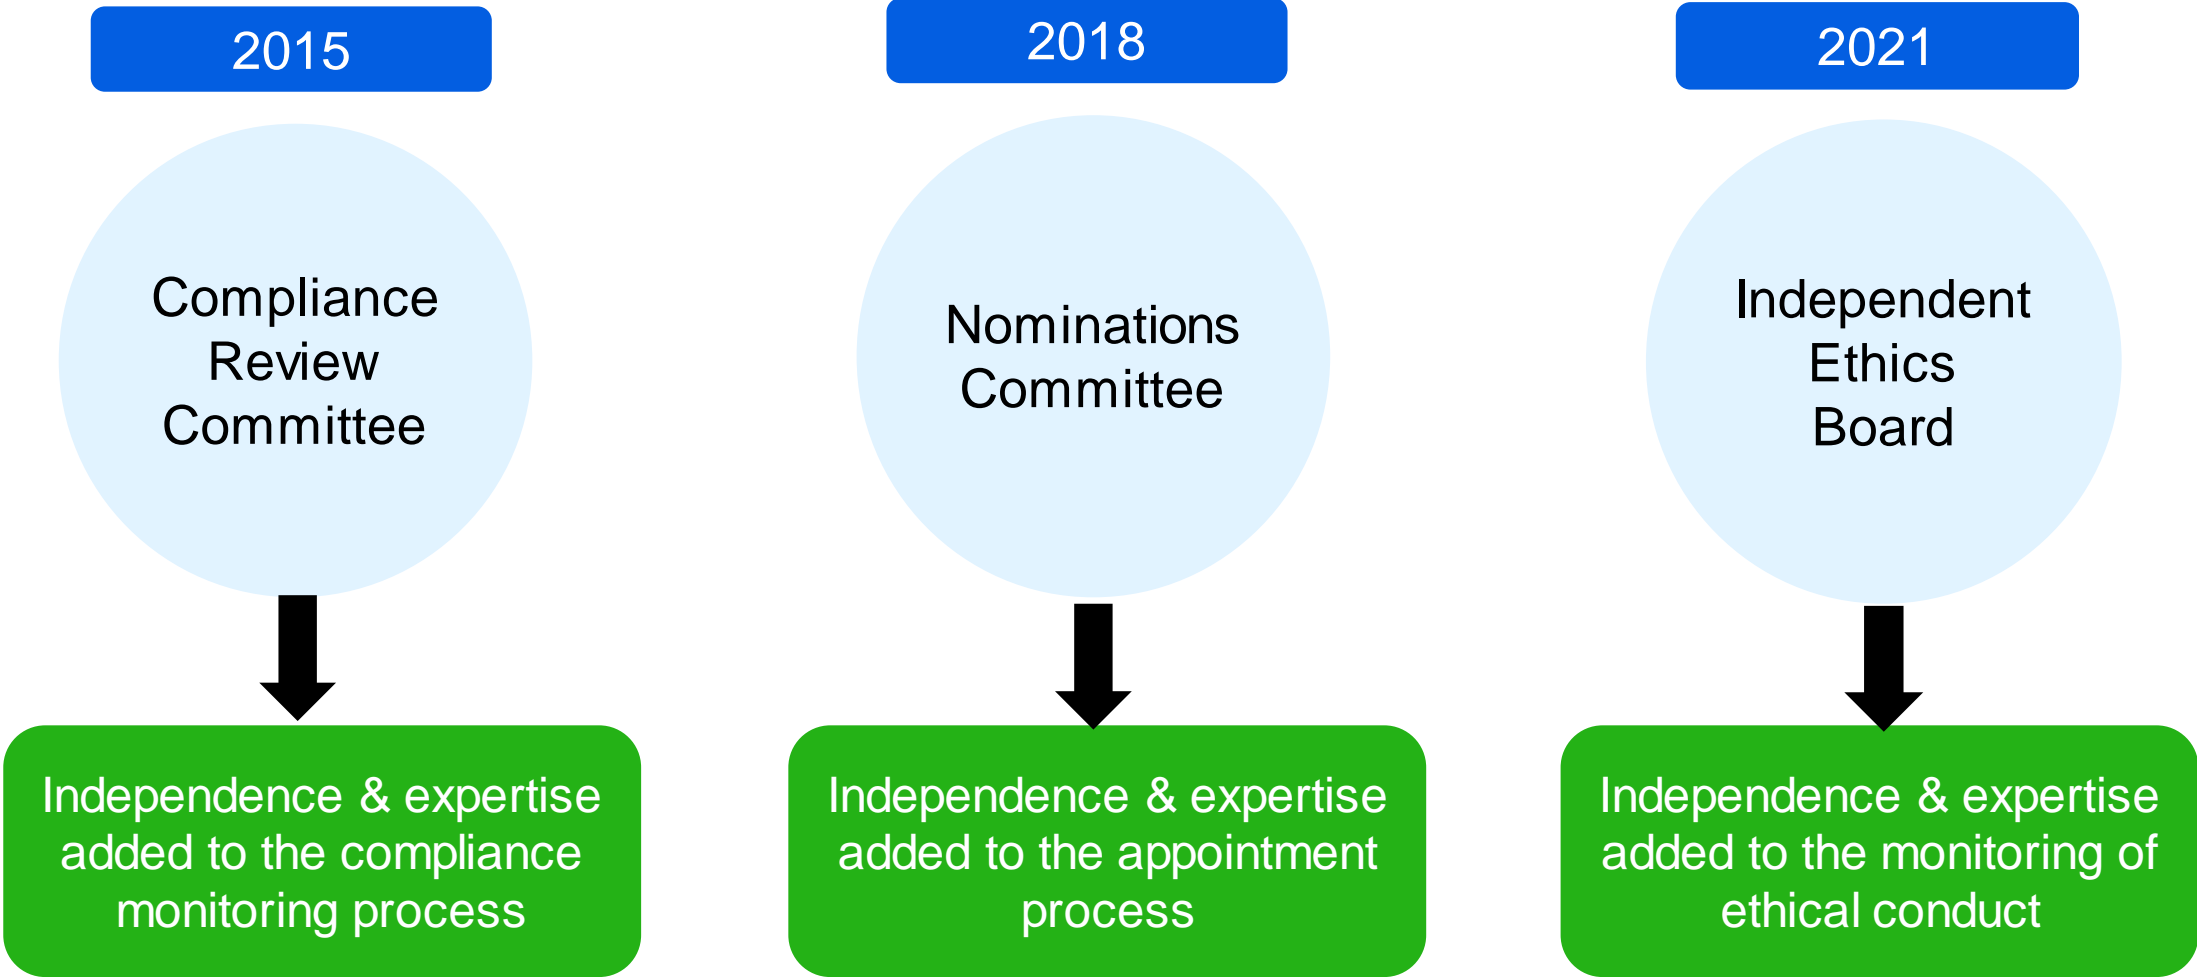 2015
Compliance
Review
Committee
Independence & expertise
added to the compliance
monitoring process
2018
Nominations
Committee
Independence & expertise
added to the appointment
process
2021
Independent
Ethics
Board
Independence & expertise
added to the monitoring of
ethical conduct